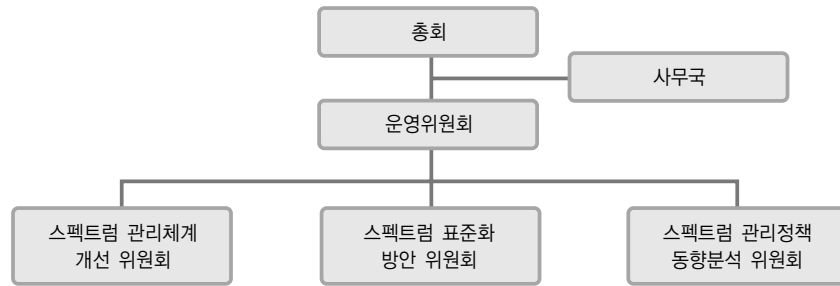 총회
사무국
운영위원회
스펙트럼 관리체계
개선 위원회
스펙트럼 표준화
방안 위원회
스펙트럼 관리정책
동향분석 위원회